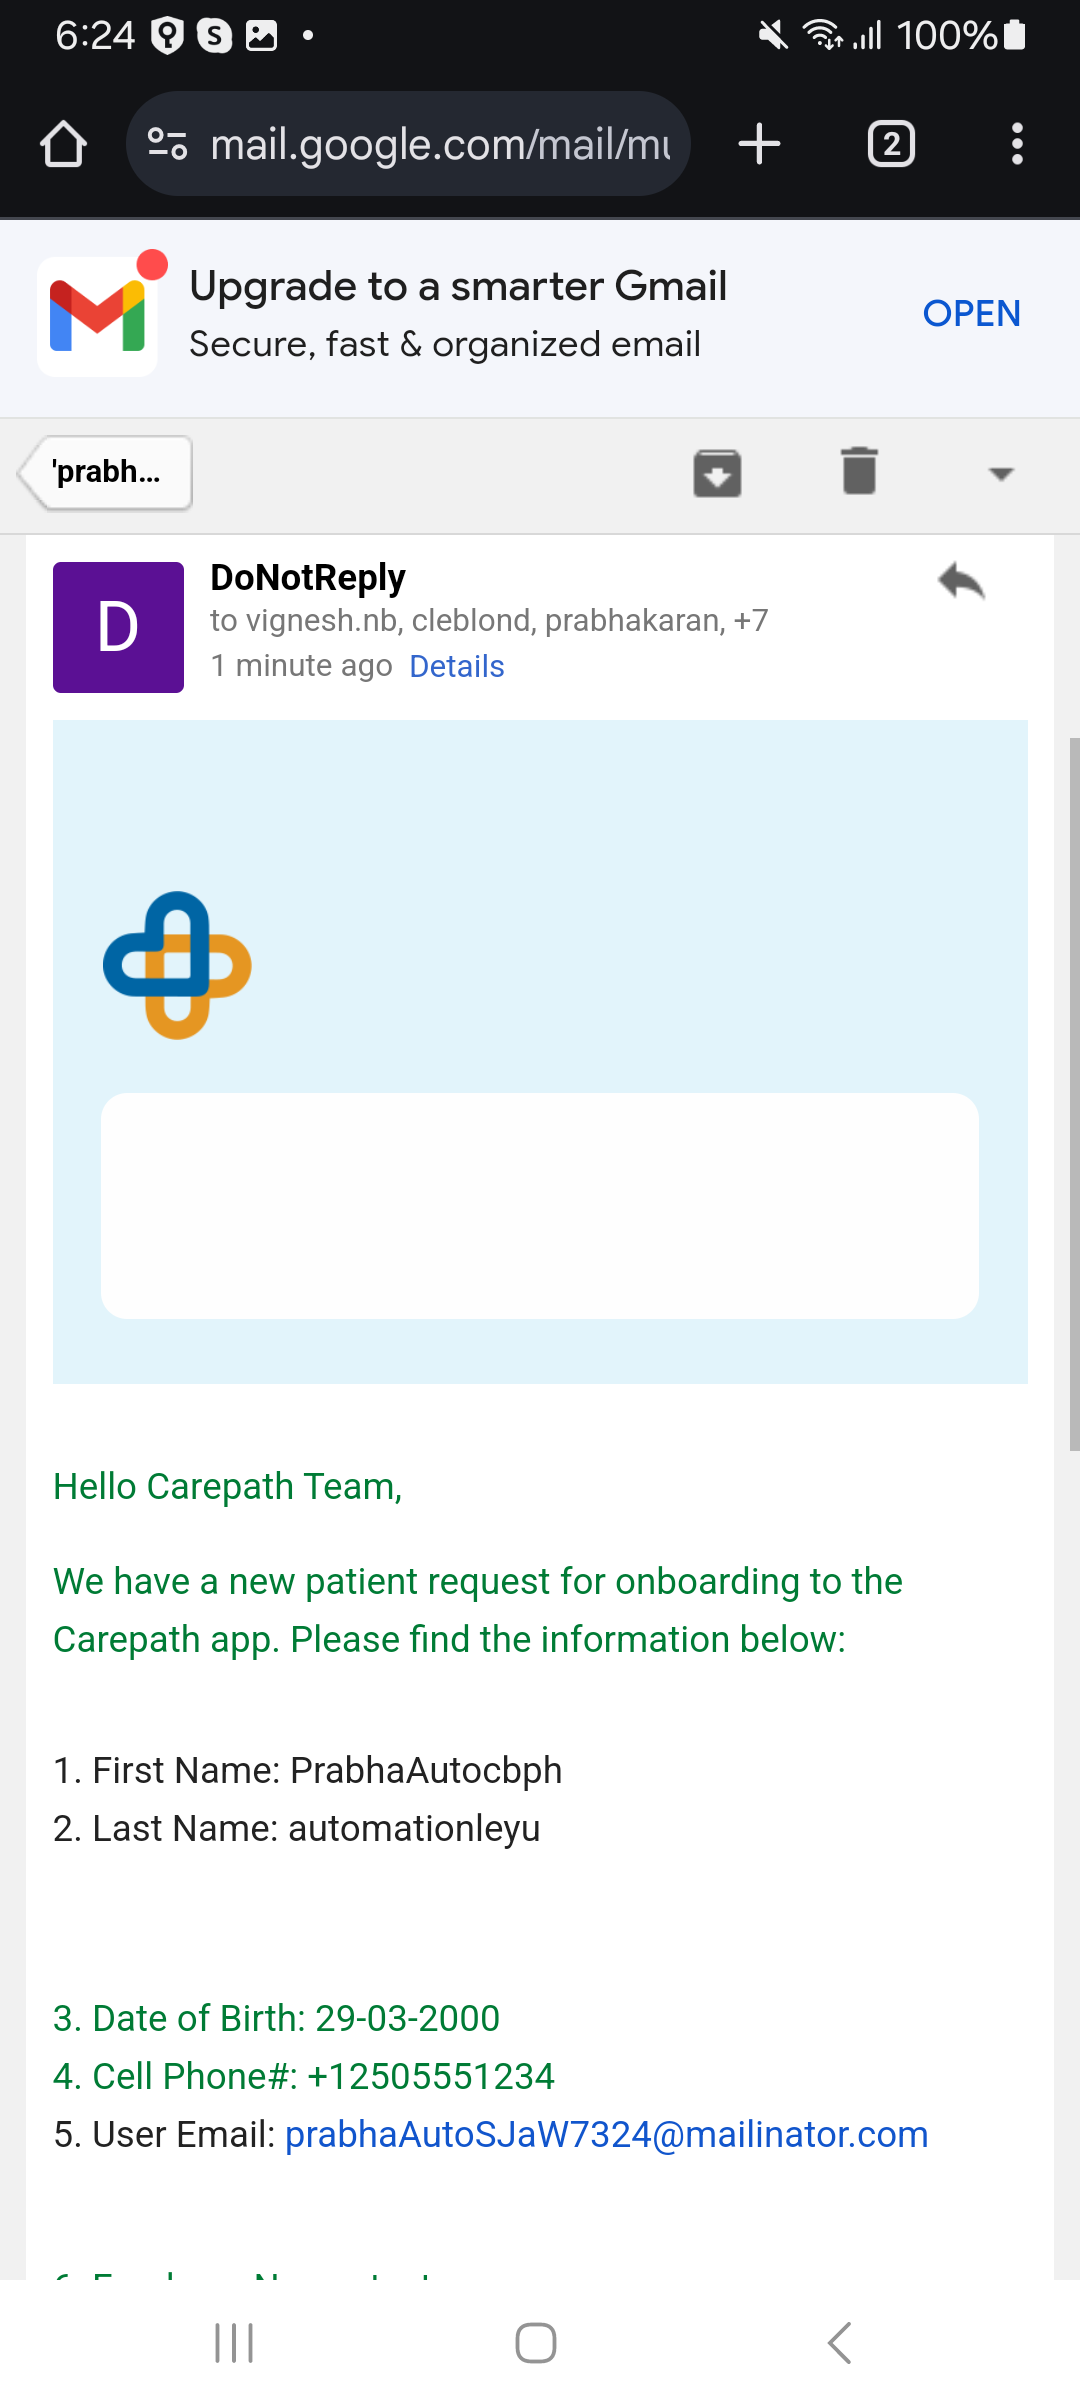 6:24
100%
mail.google.com/mail/mu
2
Upgrade to a smarter Gmail
Secure, fast & organized email
OPEN
'prabh...
D
DoNotReply
to vignesh.nb, cleblond, prabhakaran, +7
1 minute ago Details
Hello Carepath Team,
We have a new patient request for onboarding to the
Carepath app. Please find the information below:
1. First Name: PrabhaAutocbph
2. Last Name: automationleyu
3. Date of Birth: 29-03-2000
4. Cell Phone#: +12505551234
5. User Email: prabhaAutoSJaW7324@mailinator.com